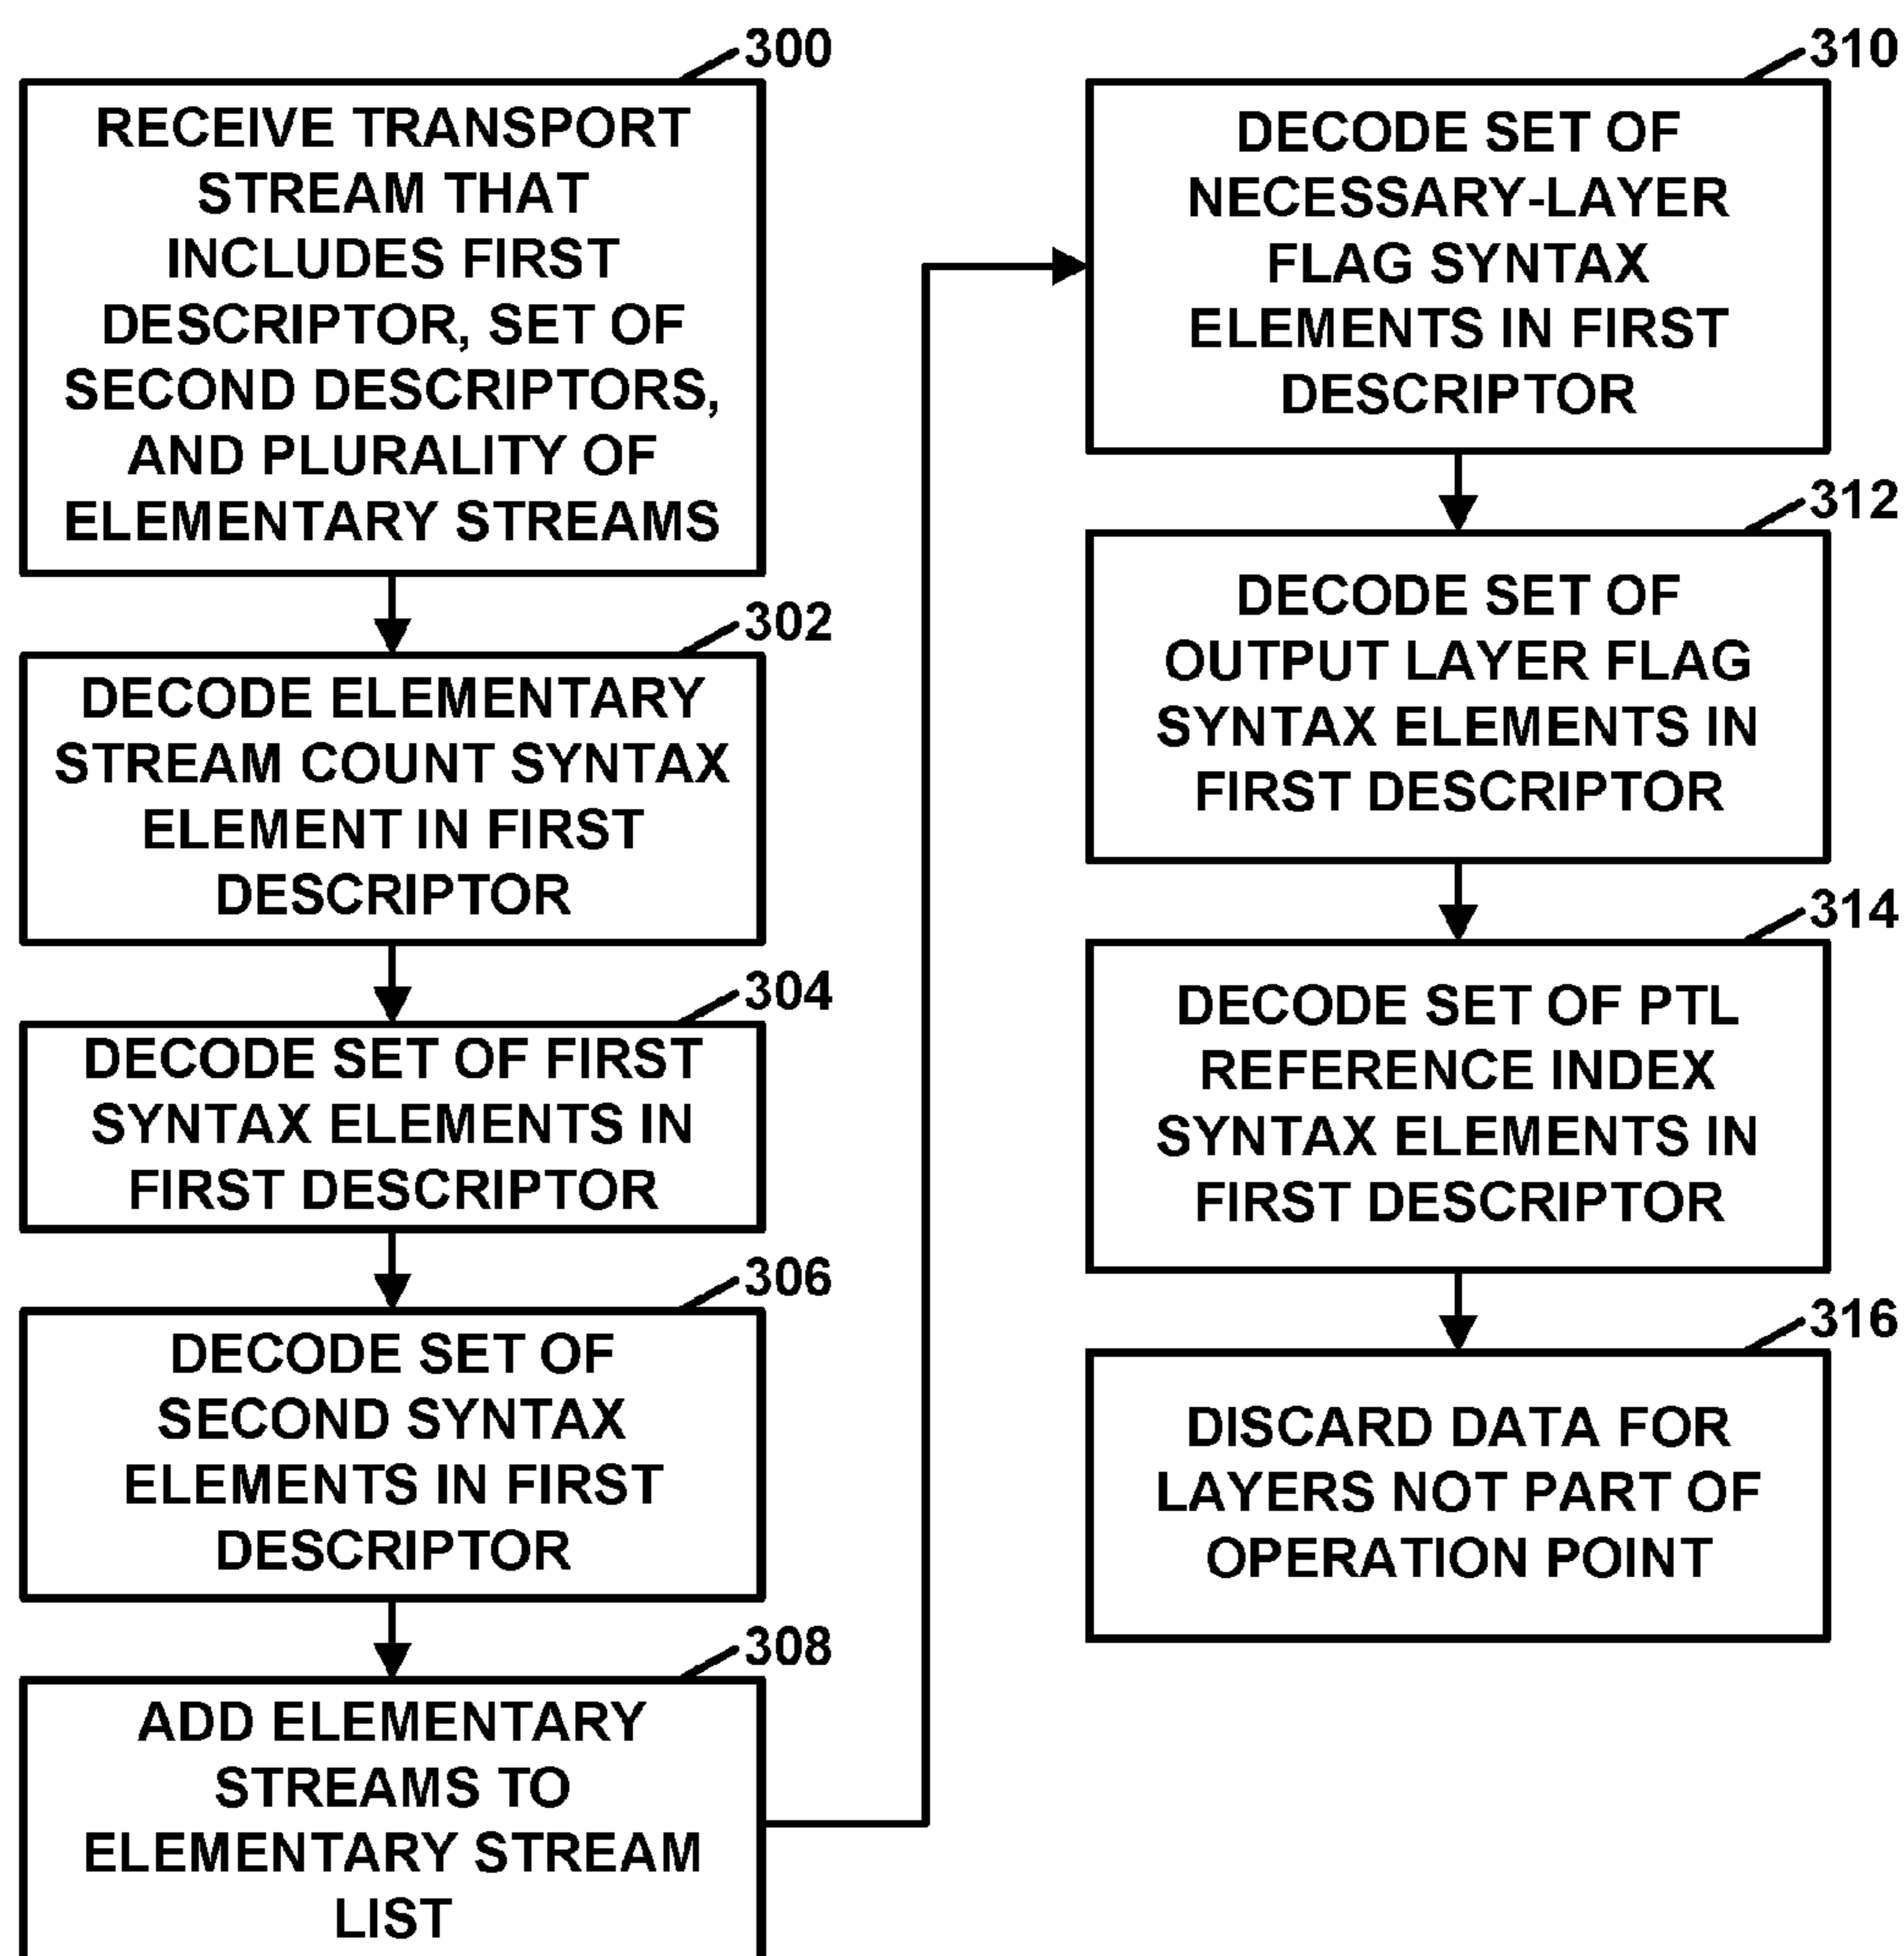 300
RECEIVE TRANSPORT
STREAM THAT
INCLUDES FIRST
DESCRIPTOR, SET OF
SECOND DESCRIPTORS,
AND PLURALITY OF
ELEMENTARY STREAMS
302
DECODE ELEMENTARY
STREAM COUNT SYNTAX
ELEMENT IN FIRST
DESCRIPTOR
304
DECODE SET OF FIRST
SYNTAX ELEMENTS IN
FIRST DESCRIPTOR
306
DECODE SET OF
SECOND SYNTAX
ELEMENTS IN FIRST
DESCRIPTOR
308
ADD ELEMENTARY
STREAMS TO
ELEMENTARY STREAM
LIST
310
DECODE SET OF
NECESSARY-LAYER
FLAG SYNTAX
ELEMENTS IN FIRST
DESCRIPTOR
312
DECODE SET OF
OUTPUT LAYER FLAG
SYNTAX ELEMENTS IN
FIRST DESCRIPTOR
314
DECODE SET OF PTL
REFERENCE INDEX
SYNTAX ELEMENTS IN
FIRST DESCRIPTOR
316
DISCARD DATA FOR
LAYERS NOT PART OF
OPERATION POINT